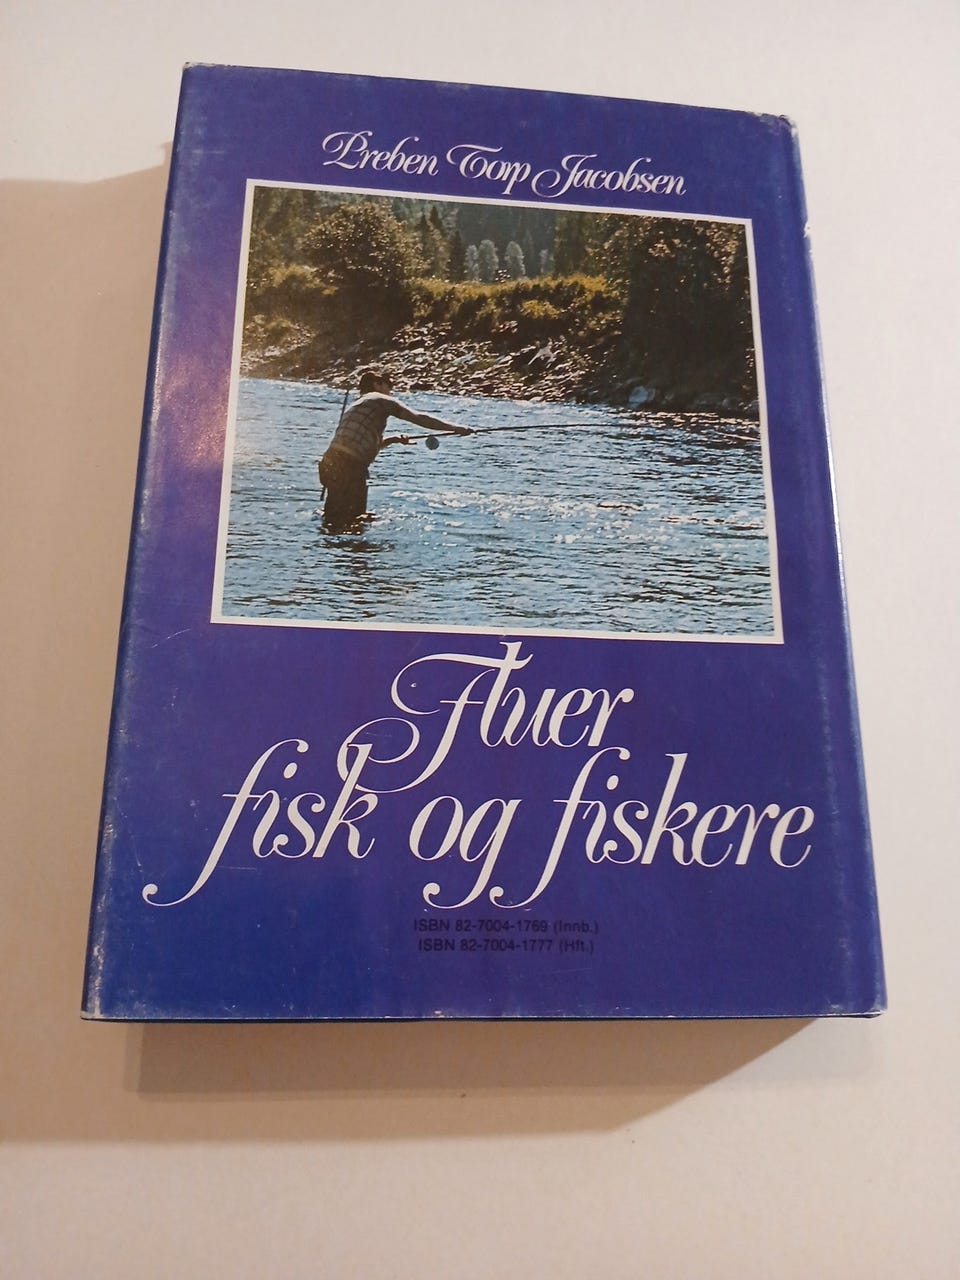 Preben Torp Jacobsen
Fluer
fisk og fiskere
ISBN 82-7004-1769 (Innb.)
ISBN 82-7004-1777 (Hft.)